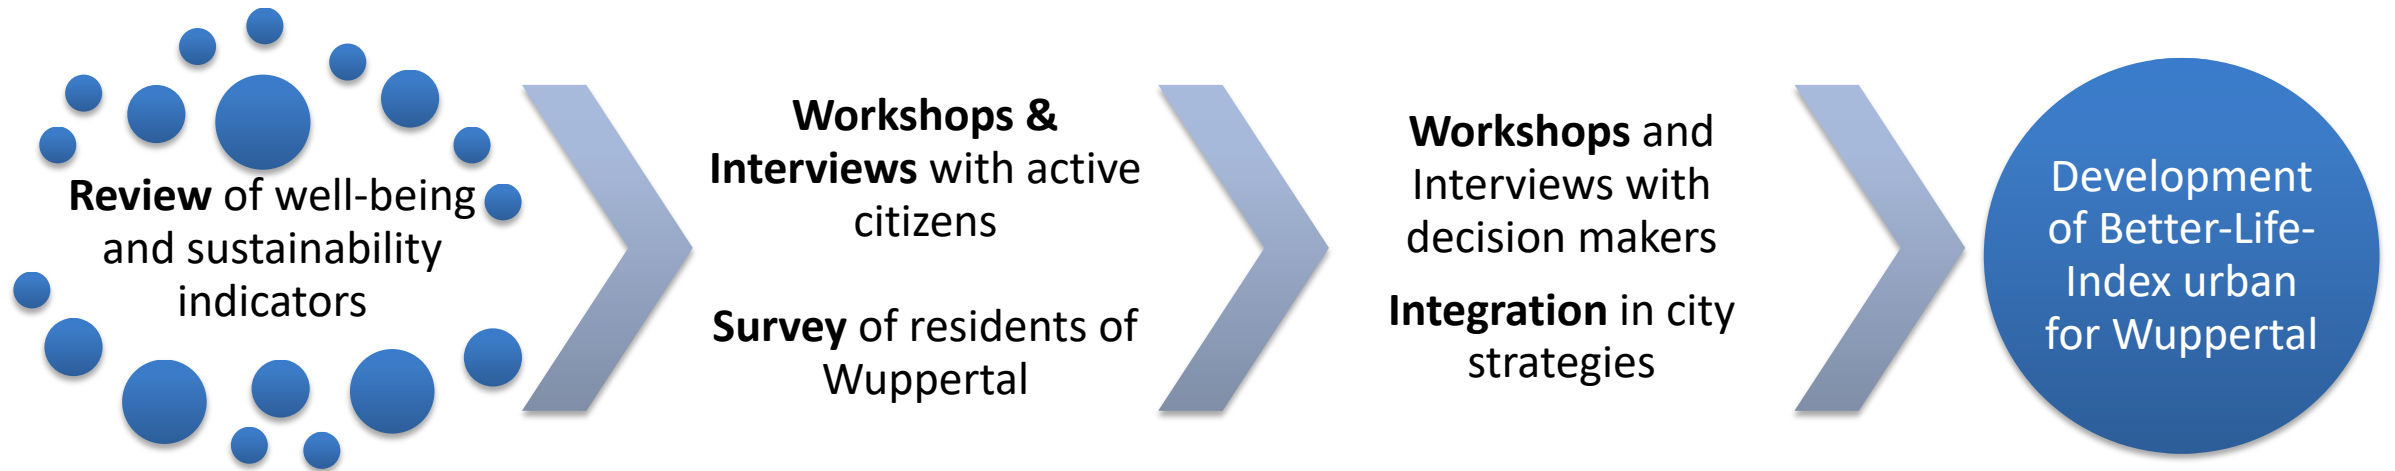 Review of well-being
and sustainability
indicators
Workshops &
Interviews with active
citizens
Survey of residents of
Wuppertal
Workshops and
Interviews with
decision makers
Integration in city
strategies
Development
of Better-Life-
Index urban
for Wuppertal